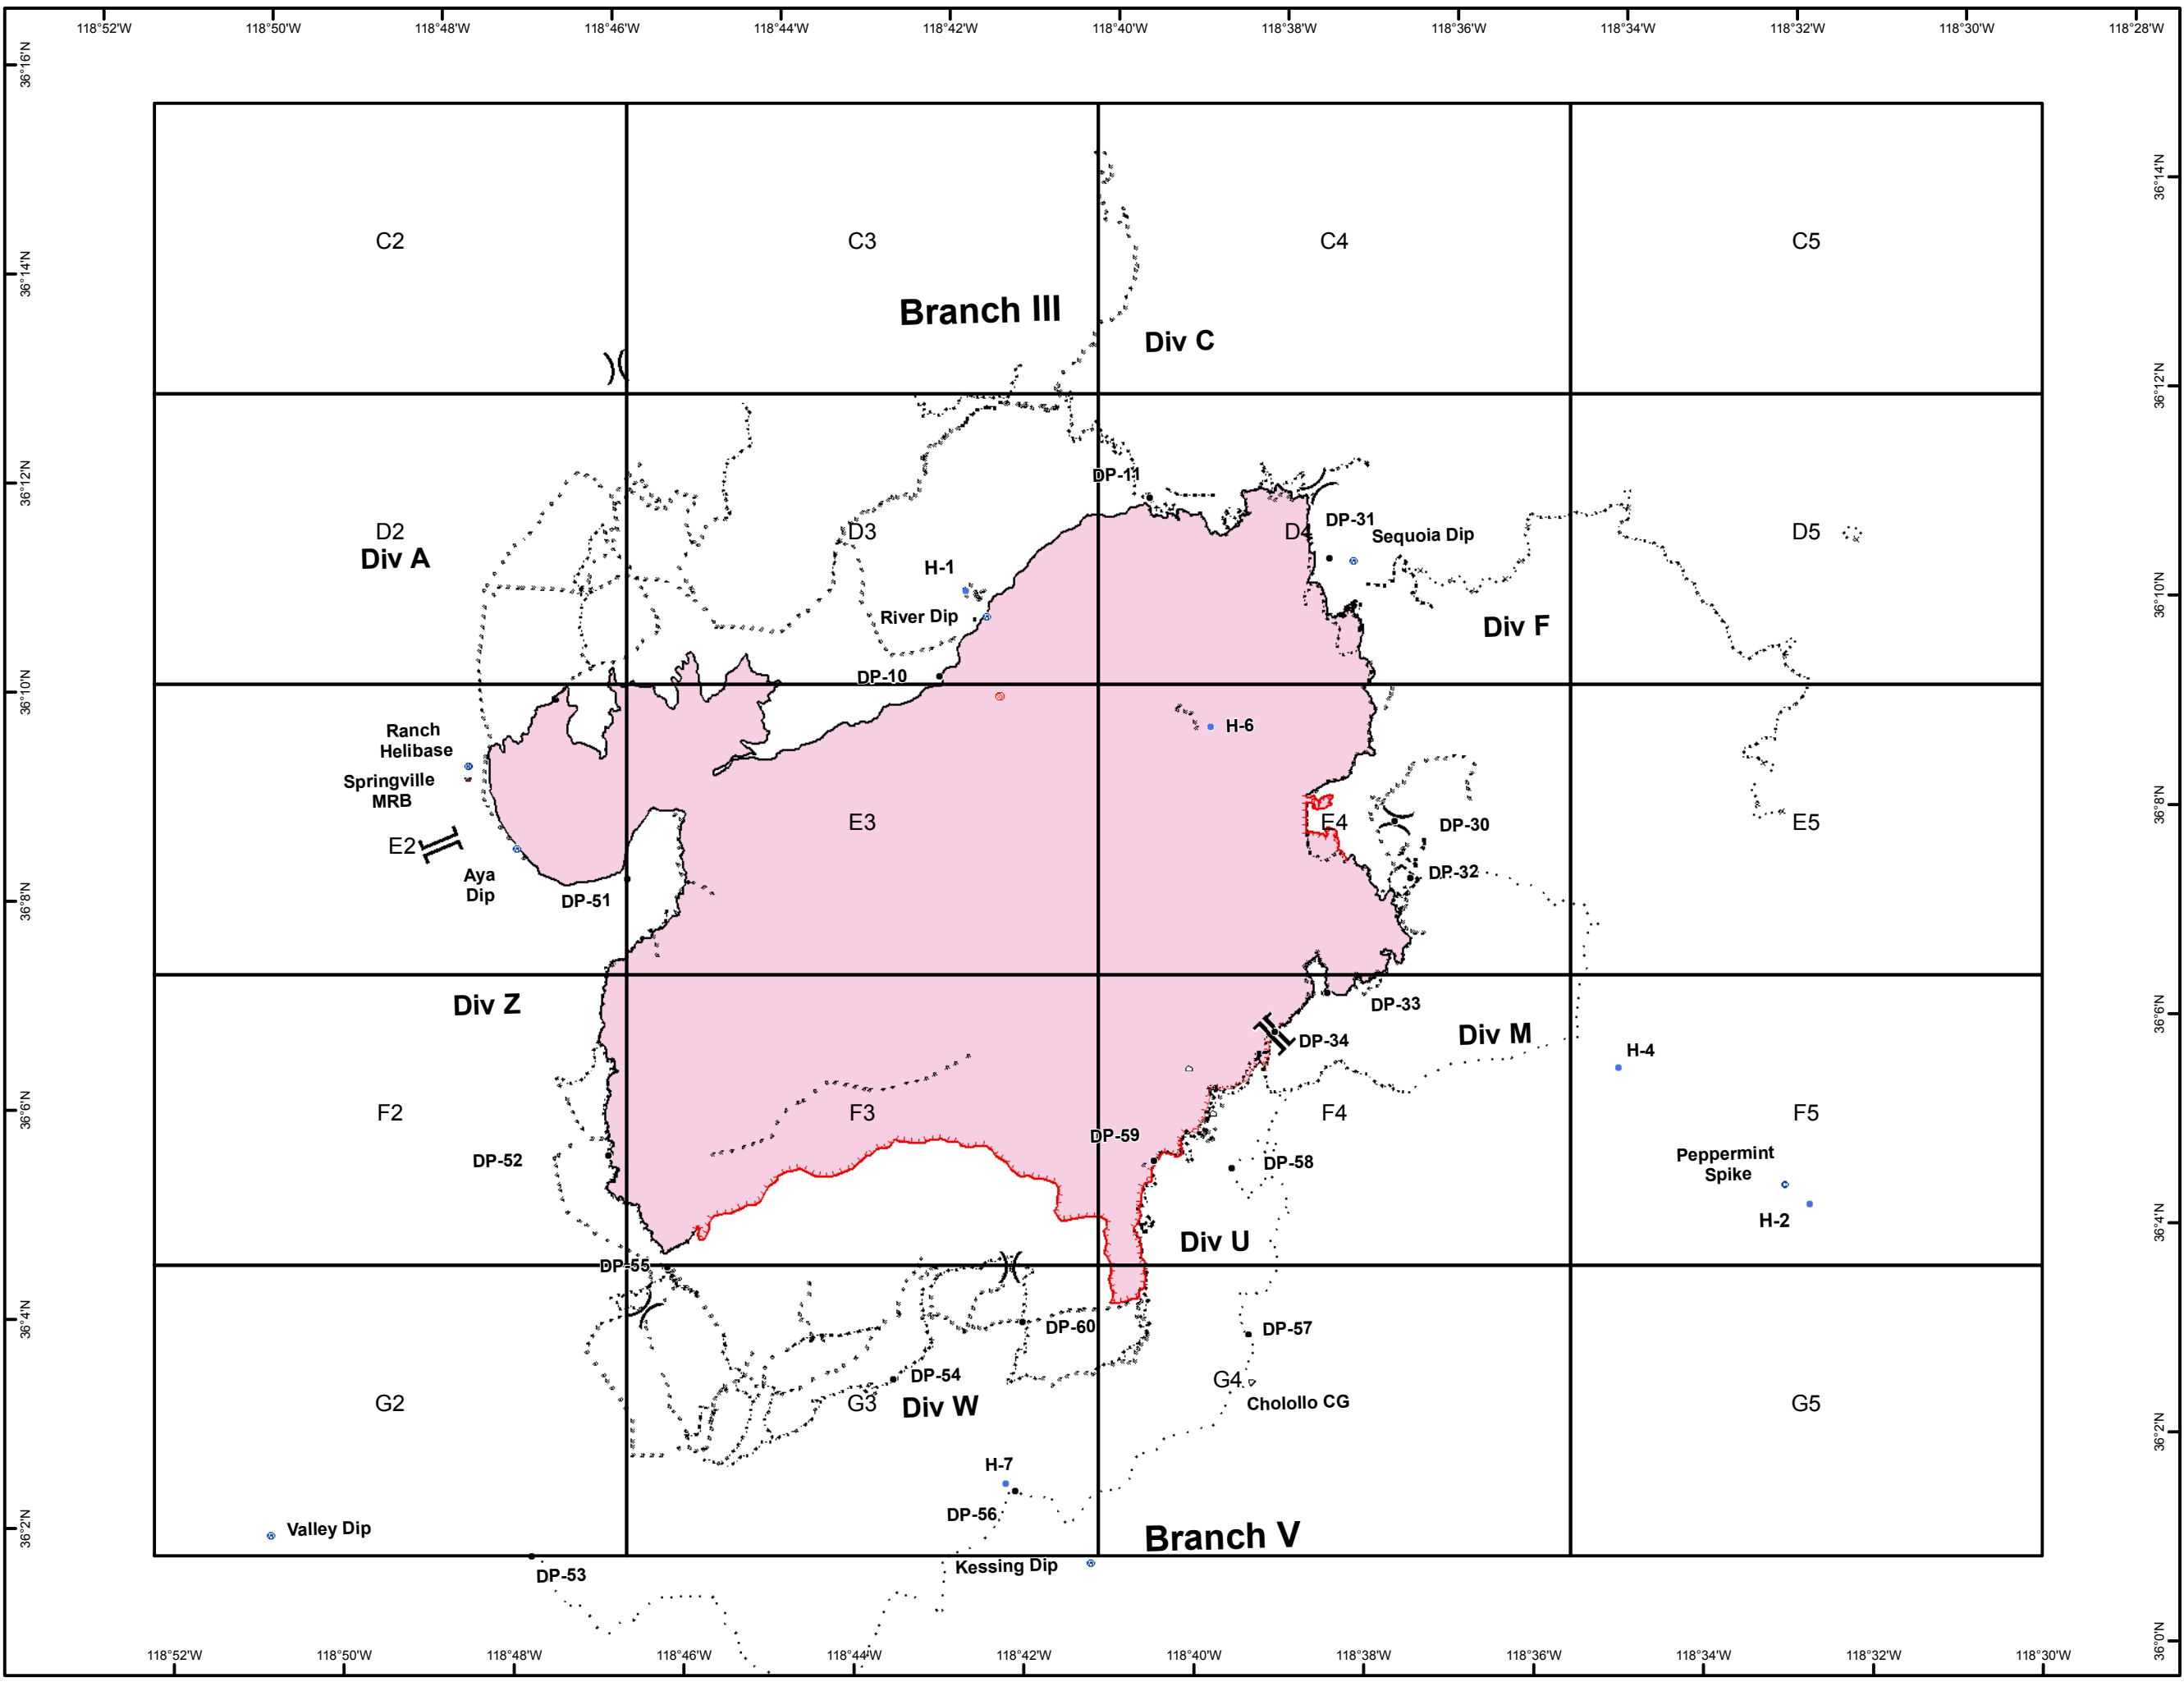 118°52'W 118°50'W 118°48'W 118°46'W 118°44'W 118°42'W 118°40'W 118°38'W 118°36'W 118°34'W 118°32'W 118°30'W 118°28'W
36°16'N
36°14'N
C2 C3 C4 C5
36°14'N
Branch III
Div C
36°12'N
DP-11
36°12'N
D2 D3 D4 DP-31 D5
Sequoia Dip
Div A
H-1
36°10'N
River Dip
Div F
DP-10
36°10'N
H-6
Ranch
Helibase
Springville
MRB
36°8'N
E3 E4 DP-30 E5
E2
Aya
Dip
DP-32
DP-51
36°8'N
Div Z
DP-33
36°6'N
DP-34
Div M
H-4
36°6'N
F2 F3 F4 F5
DP-59
DP-52
DP-58
Peppermint
Spike
H-2
36°4'N
Div U
DP-55
36°4'N
DP-60
DP-57
DP-54
G4
G2 G3 G5
Div W
Cholollo CG
36°2'N
H-7
DP-56
36°2'N
Valley Dip
Branch V
Kessing Dip
DP-53
36°0'N
118°52'W 118°50'W 118°48'W 118°46'W 118°44'W 118°42'W 118°40'W 118°38'W 118°36'W 118°34'W 118°32'W 118°30'W